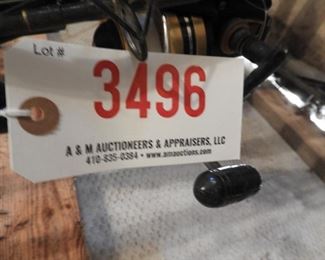 Lot #
3496
A & M AUCTIONEERS & APPRAISERS, LLC
410-835-0384 • www.amauctions.com